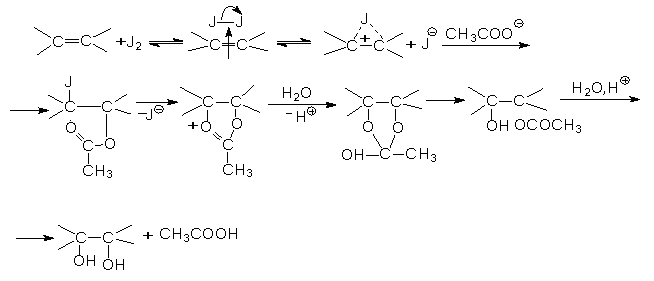 J—J J
C=C +J₂ C=C C + C + J⊖ CH₃COO⊖
J
C—C –J⊖ C—C H₂O C—C C—C H₂O,H⊕
O O + O O –H⊕ O O OH OCOCH₃
C C OH—C—CH₃
CH₃ CH₃
C—C + CH₃COOH
OH OH